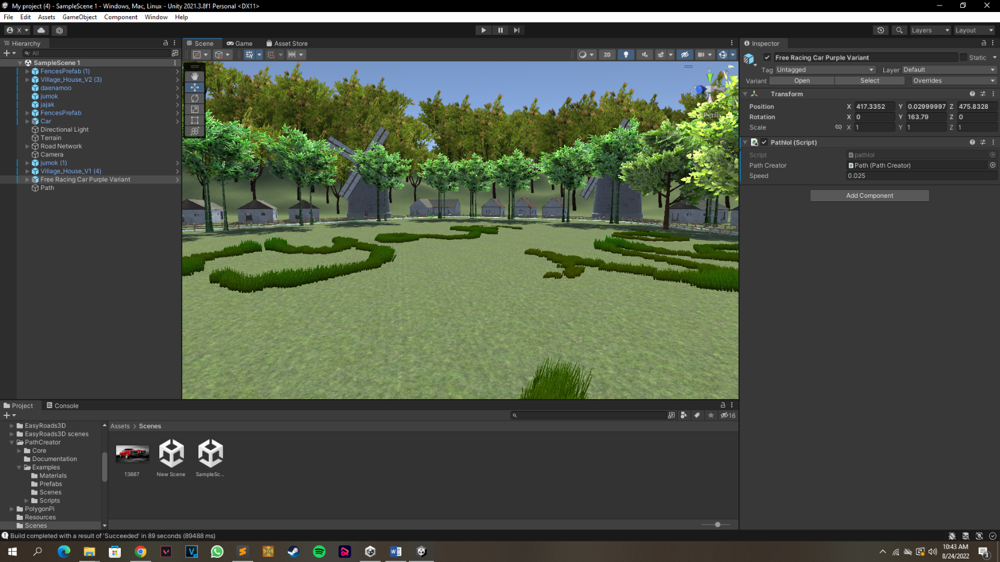 My project (4) - SampleScene 1 - Windows, Mac, Linux - Unity 2021.3.8f1 Personal <DX11>
File Edit Assets GameObject Component Window Help
X Layers Layout
Hierarchy
All
SampleScene 1
FencesPrefab (1)
Village_House_V2 (3)
daenamoo
jumok
jajak
FencesPrefab
Car
Directional Light
Terrain
Road Network
Camera
jumok (1)
Village_House_V1 (4)
Free Racing Car Purple Variant
Path
Scene Game Asset Store
2D
y
Persp
Inspector
Free Racing Car Purple Variant Static
Tag Untagged Layer Default
Variant Open Select Overrides
Transform
Position X 417.3352 Y 0.02999997 Z 475.8328
Rotation X 0 Y 163.79 Z 0
Scale X 1 Y 1 Z 1
Pathlol (Script)
Script pathlol
Path Creator Path (Path Creator)
Speed 0.025
Add Component
Project Console
16
EasyRoads3D
EasyRoads3D scenes
PathCreator
Core
Documentation
Examples
Materials
Prefabs
Scenes
Scripts
PolygonPi
Resources
Scenes
Assets > Scenes
13667 New Scene SampleSc...
Build completed with a result of 'Succeeded' in 89 seconds (89488 ms)
10:43 AM
8/24/2022
3